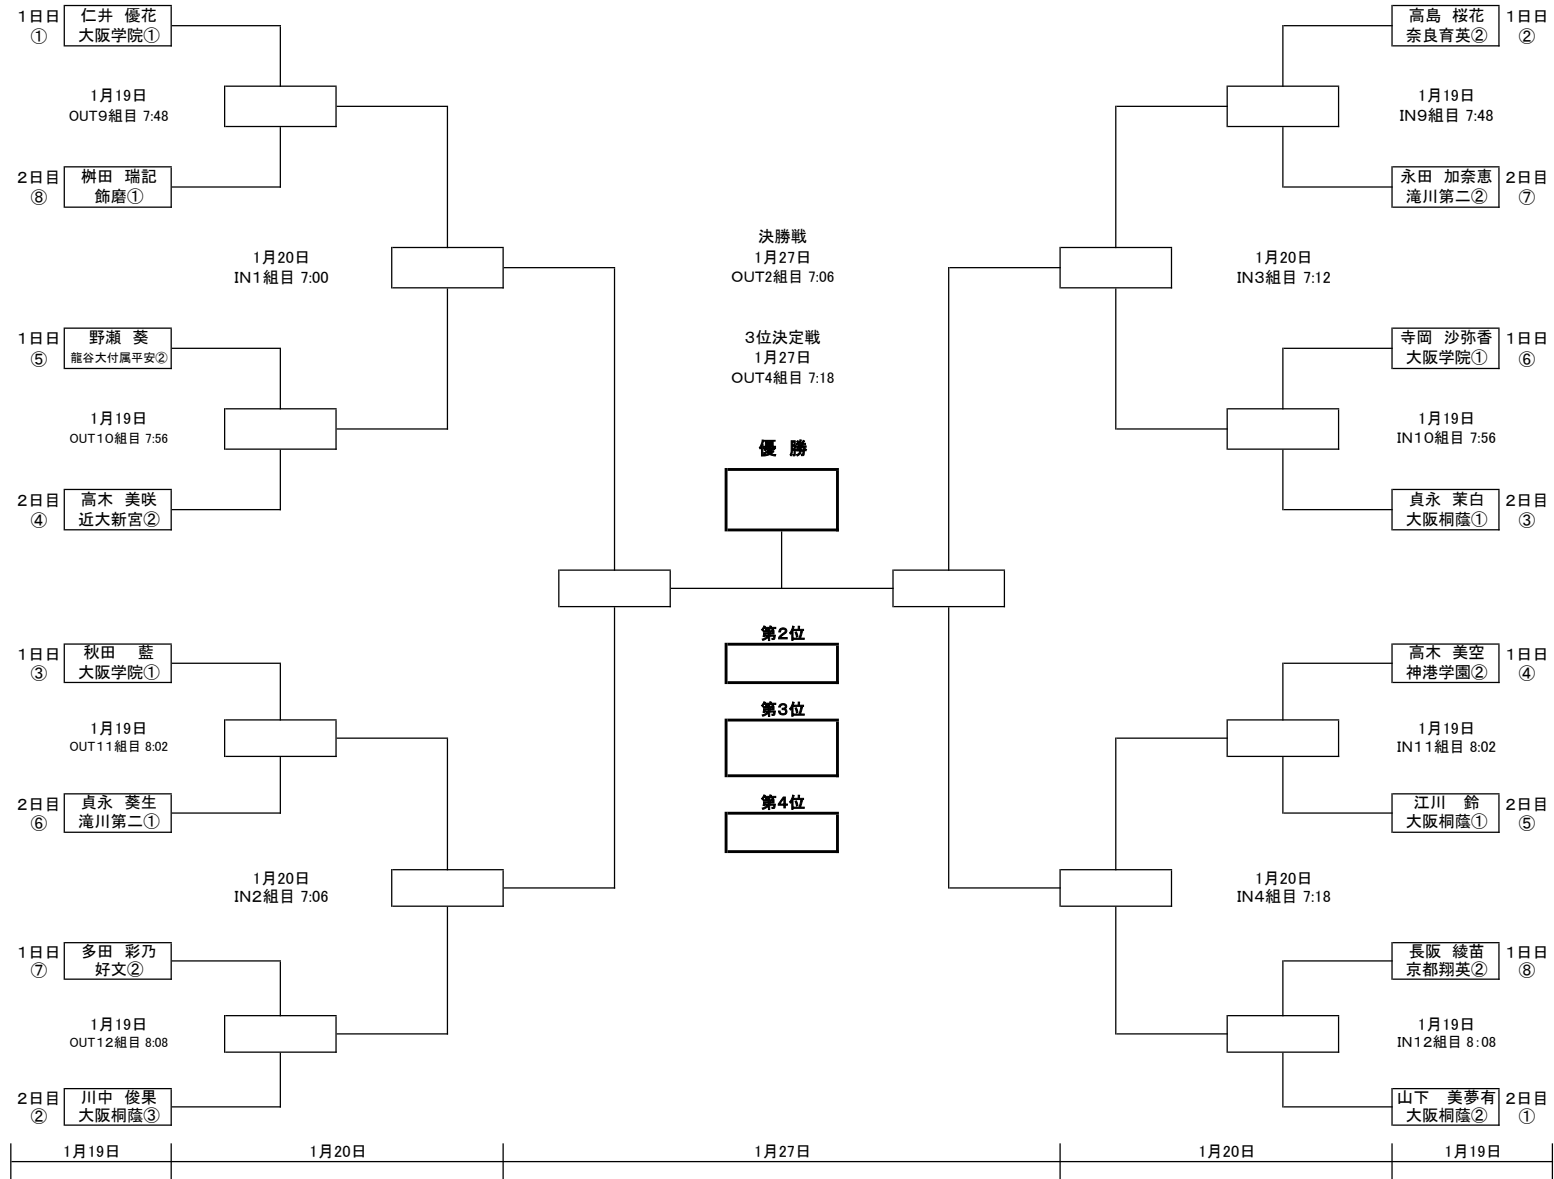 1日目
①
仁井 優花
大阪学院①
1月19日
OUT9組目 7:48
2日目
⑧
桝田 瑞記
飾磨①
1月20日
IN1組目 7:00
1日目
⑤
野瀬 葵
龍谷大付属平安②
1月19日
OUT10組目 7:56
2日目
④
高木 美咲
近大新宮②
1日目
③
秋田 藍
大阪学院①
1月19日
OUT11組目 8:02
2日目
⑥
貞永 葵生
滝川第二①
1月20日
IN2組目 7:06
1日目
⑦
多田 彩乃
好文②
1月19日
OUT12組目 8:08
2日目
②
川中 俊果
大阪桐蔭③
決勝戦
1月27日
OUT2組目 7:06
3位決定戦
1月27日
OUT4組目 7:18
優 勝
第2位
第3位
第4位
高島 桜花
奈良育英②
1日目
②
1月19日
IN9組目 7:48
永田 加奈恵
滝川第二②
2日目
⑦
1月20日
IN3組目 7:12
寺岡 沙弥香
大阪学院①
1日目
⑥
1月19日
IN10組目 7:56
貞永 茉白
大阪桐蔭①
2日目
③
高木 美空
神港学園②
1日目
④
1月19日
IN11組目 8:02
江川 鈴
大阪桐蔭①
2日目
⑤
1月20日
IN4組目 7:18
長阪 綾苗
京都翔英②
1日目
⑧
1月19日
IN12組目 8:08
山下 美夢有
大阪桐蔭②
2日目
①
1月19日
1月20日
1月27日
1月20日
1月19日